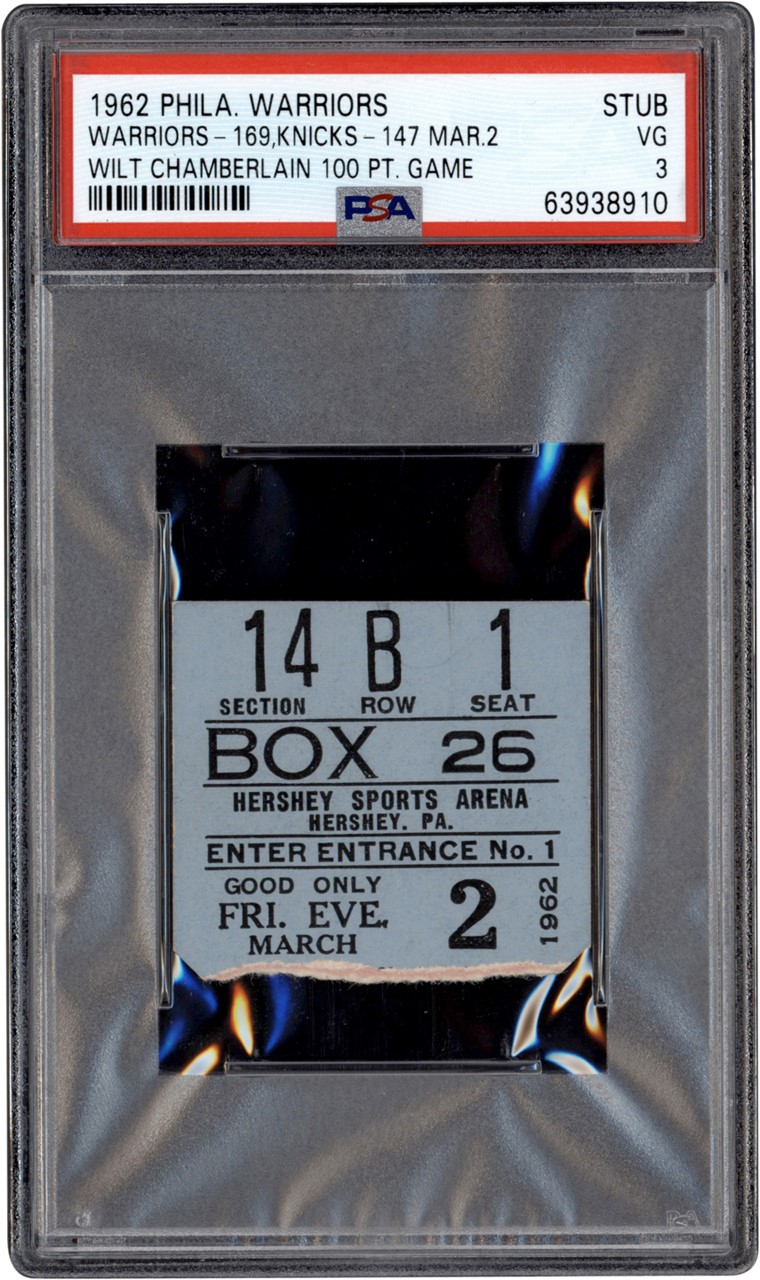 1962 PHILA. WARRIORS STUB
WARRIORS-169,KNICKS-147 MAR.2 VG
WILT CHAMBERLAIN 100 PT. GAME 3
PSA 63938910
14 B 1
SECTION ROW SEAT
BOX 26
HERSHEY SPORTS ARENA
HERSHEY. PA.
ENTER ENTRANCE No. 1
GOOD ONLY
FRI. EVE.
MARCH 2 1962
PSA